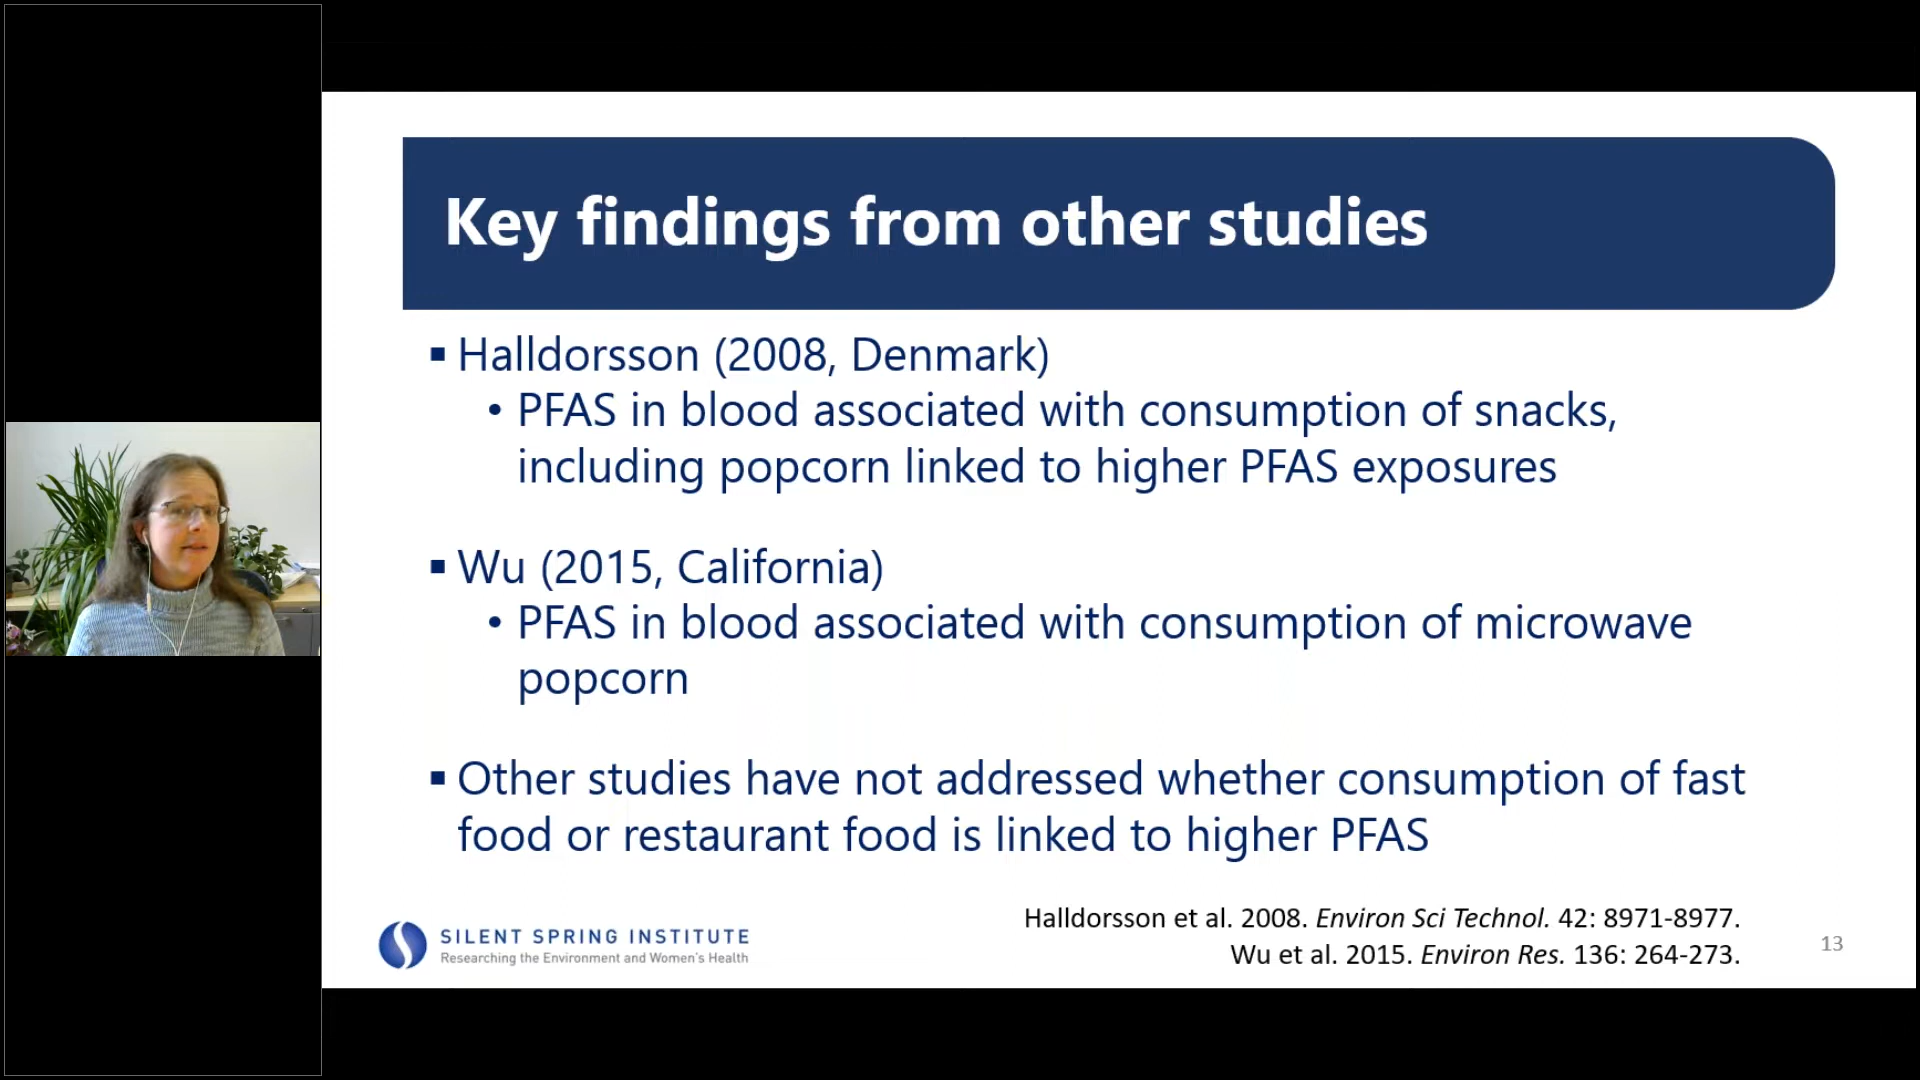 Key findings from other studies
▪ Halldorsson (2008, Denmark)
• PFAS in blood associated with consumption of snacks,
including popcorn linked to higher PFAS exposures
▪ Wu (2015, California)
• PFAS in blood associated with consumption of microwave
popcorn
▪ Other studies have not addressed whether consumption of fast
food or restaurant food is linked to higher PFAS
Halldorsson et al. 2008. Environ Sci Technol. 42: 8971-8977.
Wu et al. 2015. Environ Res. 136: 264-273.
SILENT SPRING INSTITUTE
Researching the Environment and Women's Health
13